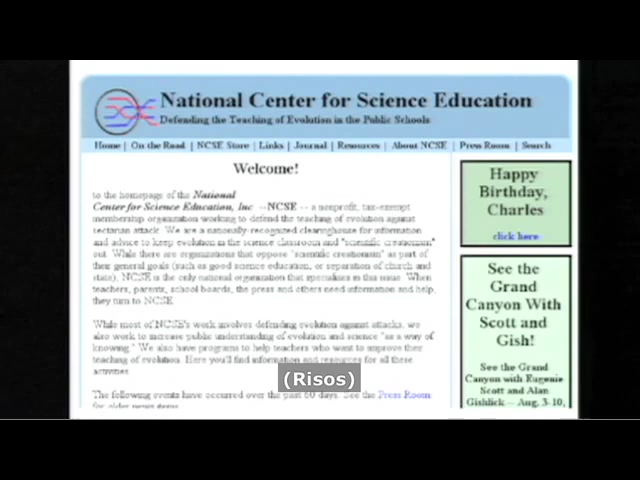 National Center for Science Education
Defending the Teaching of Evolution in the Public Schools
Home | On the Road | NCSE Store | Links | Journal | Resources | About NCSE | Press Room | Search
Welcome!
to the homepage of the National
Center for Science Education, Inc --NCSE -- a nonprofit, tax-exempt
membership organization working to defend the teaching of evolution against
sectarian attack. We are a nationally-recognized clearinghouse for information
and advice to keep evolution in the science classroom and "scientific creationism"
out. While there are organizations that oppose "scientific creationism" as part of
their general goals (such as good science education, or separation of church and
state), NCSE is the only national organization that specializes in this issue. When
teachers, parents, school boards, the press and others need information and help,
they turn to NCSE.
While most of NCSE's work involves defending evolution against attacks, we
also work to increase public understanding of evolution and science "as a way of
knowing." We also have programs to help teachers who want to improve their
teaching of evolution. Here you'll find information and resources for all these
activities.
The following events have occurred over the past 60 days. See the Press Room
for older news items
Happy
Birthday,
Charles
click here
See the
Grand
Canyon With
Scott and
Gish!
See the Grand
Canyon with Eugenie
Scott and Alan
Gishlick -- Aug. 3-10,
(Risos)